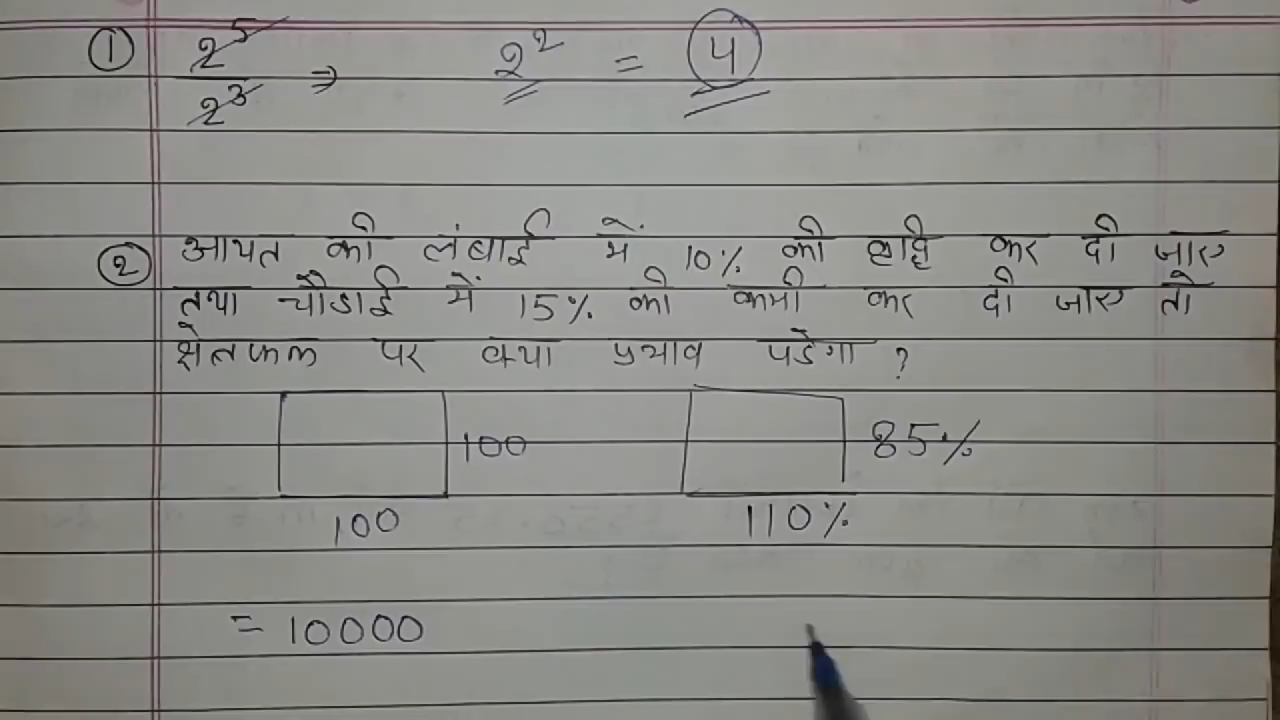 ① 2⁵ ⇒ 2² = 4
2³
② आयत की लंबाई में 10% की वृद्धि कर दी जाए
तथा चौडाई में 15% की कमी कर दी जाए तो
क्षेतफल पर क्या प्रभाव पडेगा ?
100 85%
100 110%
= 10000